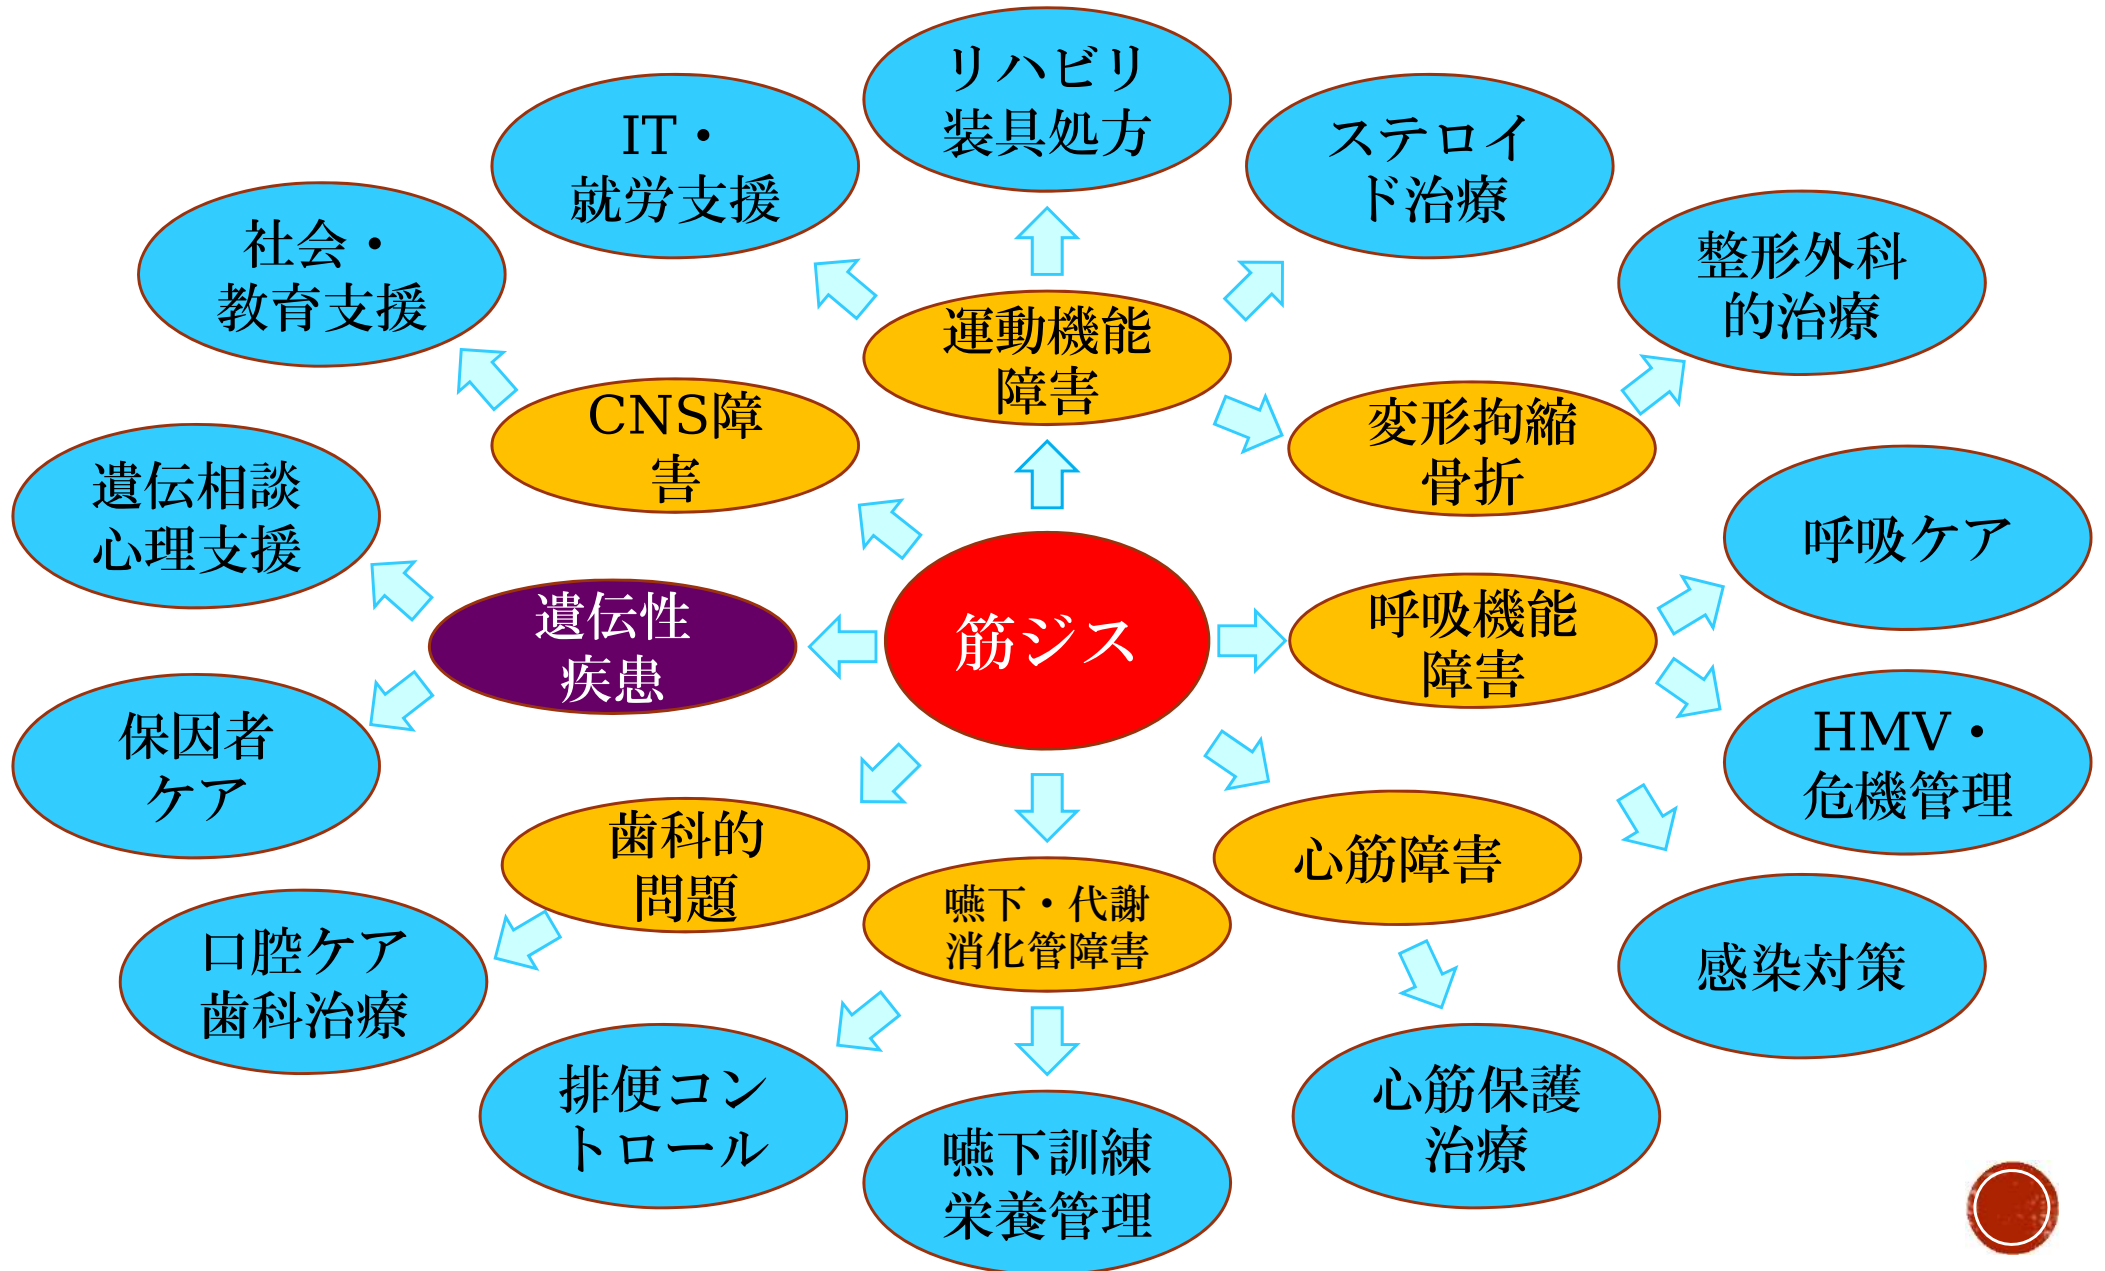 リハビリ
装具処方
IT・
就労支援
ステロイ
ド治療
社会・
教育支援
整形外科
的治療
運動機能
障害
CNS障
害
変形拘縮
骨折
遺伝相談
心理支援
呼吸ケア
遺伝性
疾患
筋ジス
呼吸機能
障害
保因者
ケア
HMV・
危機管理
歯科的
問題
嚥下・代謝
消化管障害
心筋障害
口腔ケア
歯科治療
感染対策
排便コン
トロール
嚥下訓練
栄養管理
心筋保護
治療